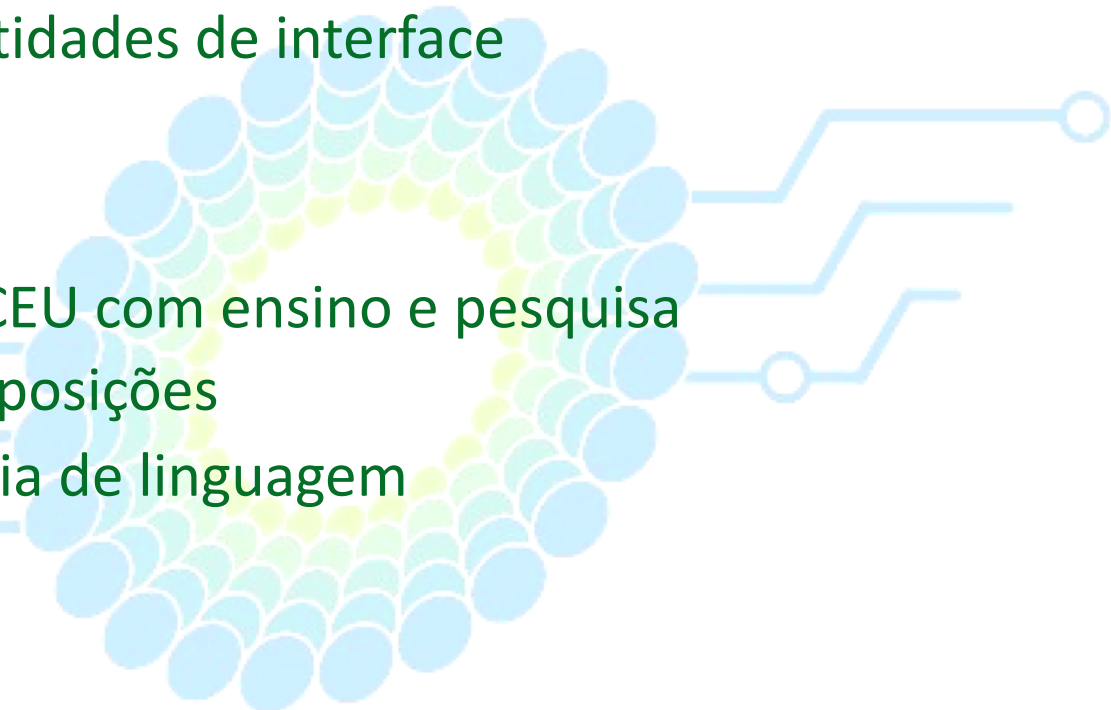 tidades de interface
CEU com ensino e pesquisa
posições
ia de linguagem